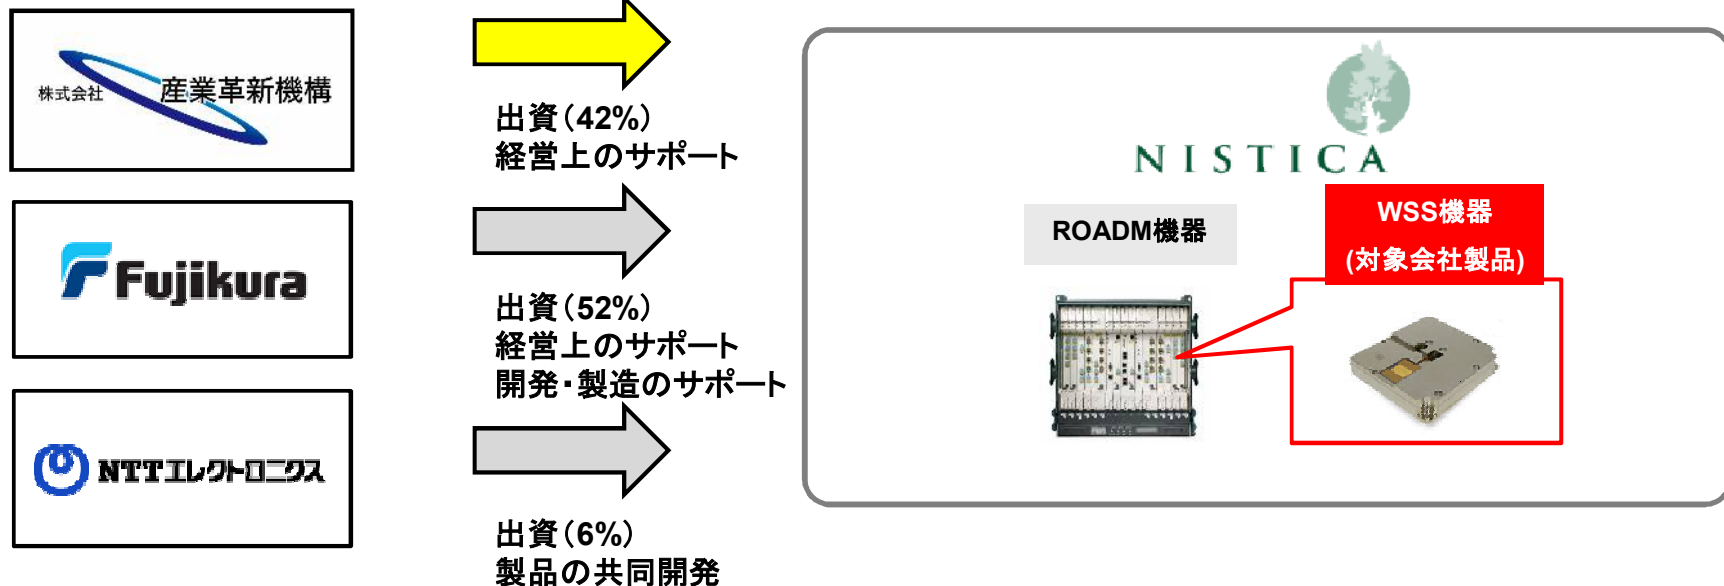 株式会社 産業革新機構
出資(42%)
経営上のサポート
Fujikura
出資(52%)
経営上のサポート
開発・製造のサポート
NTTエレクトロニクス
出資(6%)
製品の共同開発
NISTICA
ROADM機器
WSS機器
(対象会社製品)